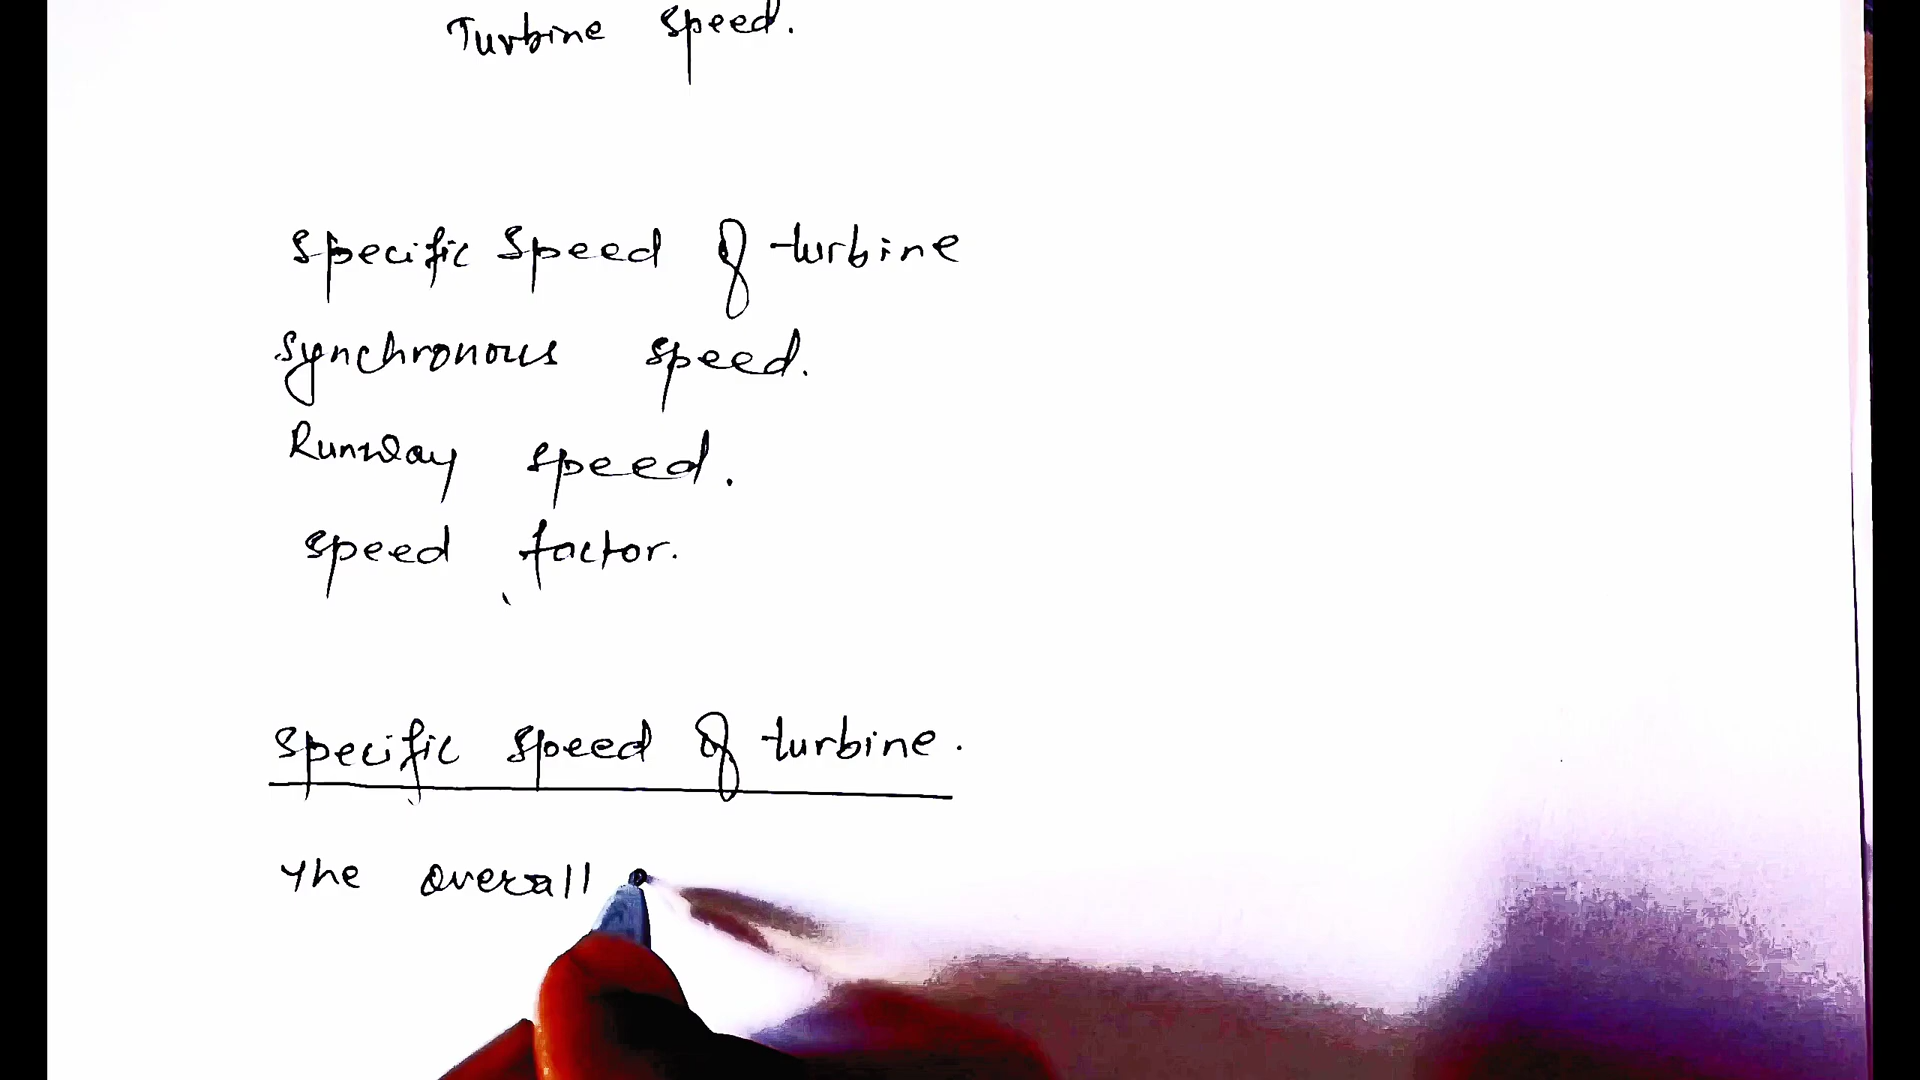 Turbine speed.
Specific speed of turbine
Synchronous speed.
Runway speed.
speed factor.
Specific speed of turbine.
The overall